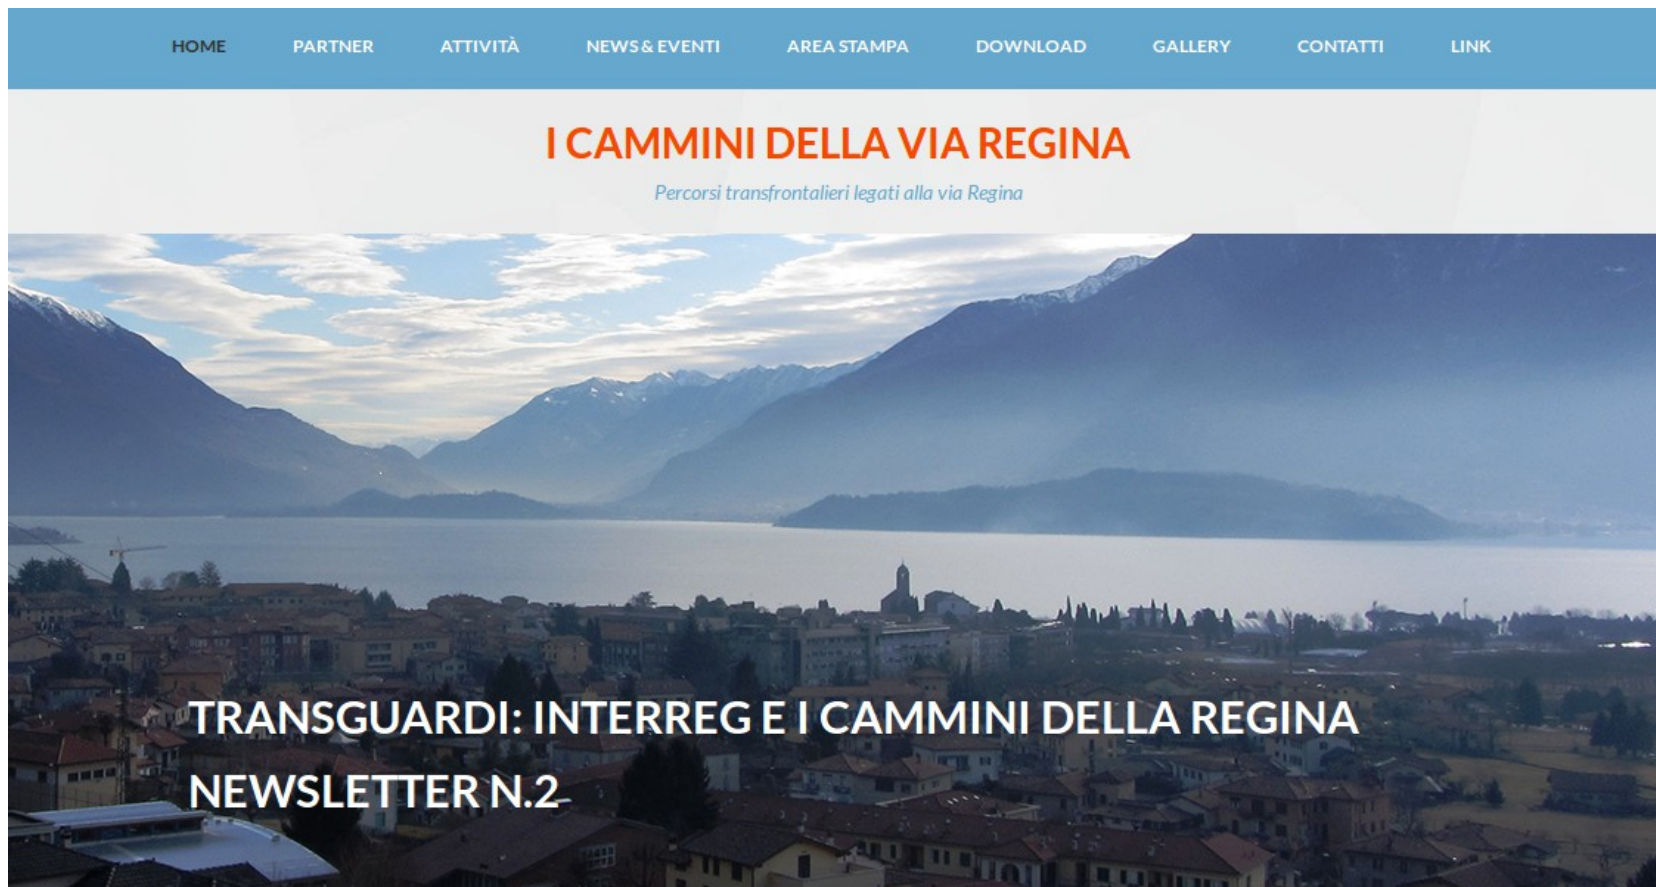 HOME PARTNER ATTIVITÀ NEWS & EVENTI AREA STAMPA DOWNLOAD GALLERY CONTATTI LINK
I CAMMINI DELLA VIA REGINA
Percorsi transfrontalieri legati alla via Regina
TRANSGUARDI: INTERREG E I CAMMINI DELLA REGINA
NEWSLETTER N.2